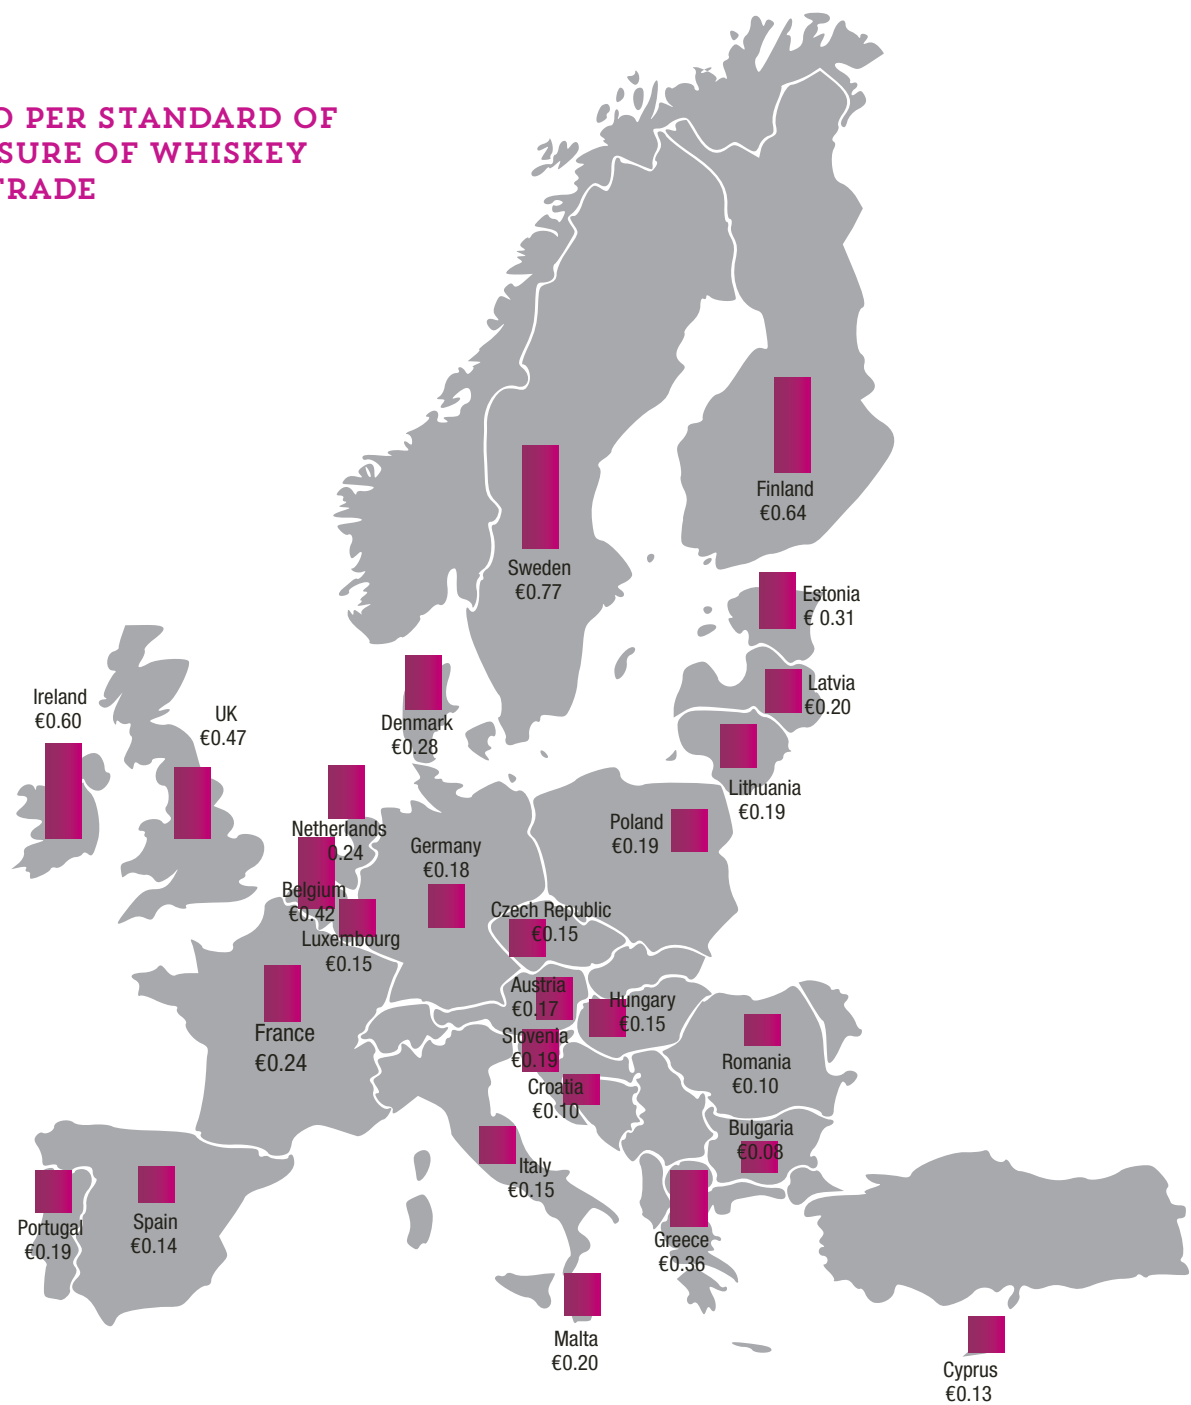 PER STANDARD OF
SURE OF WHISKEY
TRADE
Finland
€0.64
Sweden
€0.77
Estonia
€ 0.31
Latvia
€0.20
Lithuania
€0.19
Ireland
€0.60
UK
€0.47
Denmark
€0.28
Netherlands
0.24
Belgium
€0.42
Luxembourg
€0.15
Germany
€0.18
Poland
€0.19
Czech Republic
€0.15
Austria
€0.17
Hungary
€0.15
Slovenia
€0.19
Croatia
€0.10
France
€0.24
Romania
€0.10
Bulgaria
€0.08
Italy
€0.15
Portugal
€0.19
Spain
€0.14
Greece
€0.36
Malta
€0.20
Cyprus
€0.13